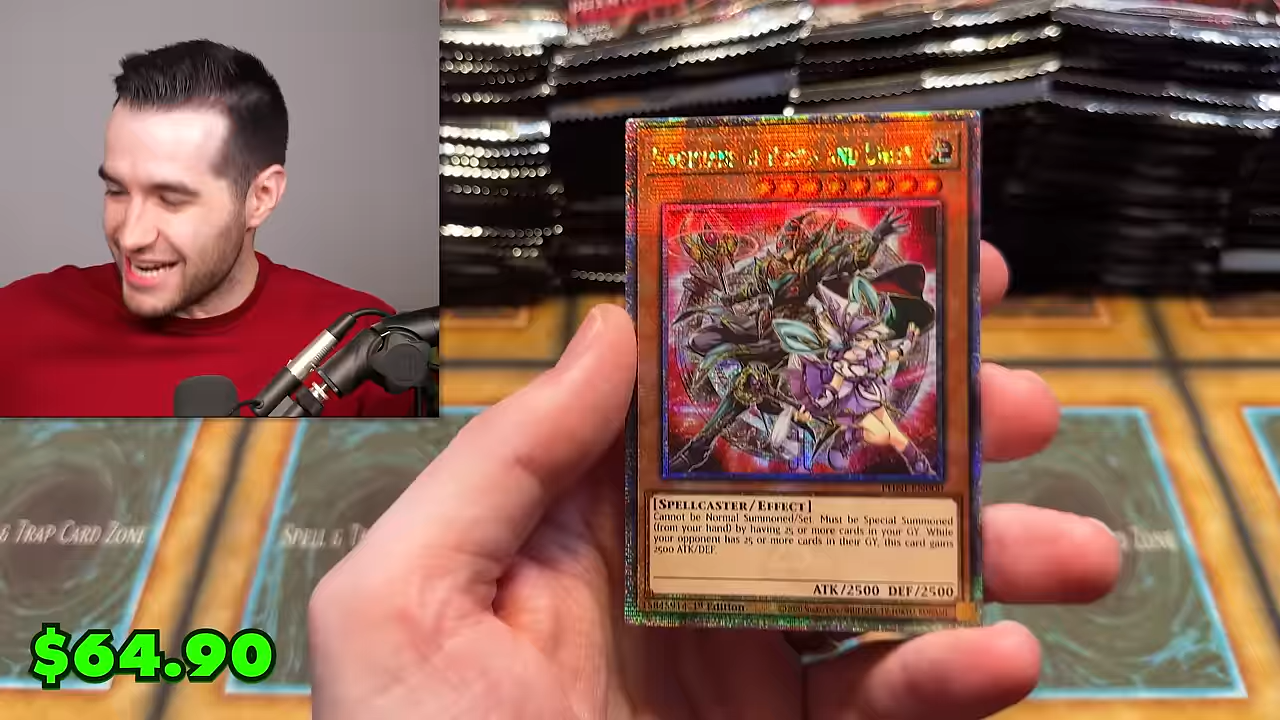 AND
[SPELLCASTER/EFFECT]
Cannot be Normal Summoned/Set. Must be Special Summoned
(from your hand) by having 25 or more cards in your GY. While
your opponent has 25 or more cards in their GY, this card gains
2500 ATK/DEF.
ATK/2500 DEF/2500
1st Edition
& TRAP CARD ZONE
SPELL & TR
ZONE
$64.90